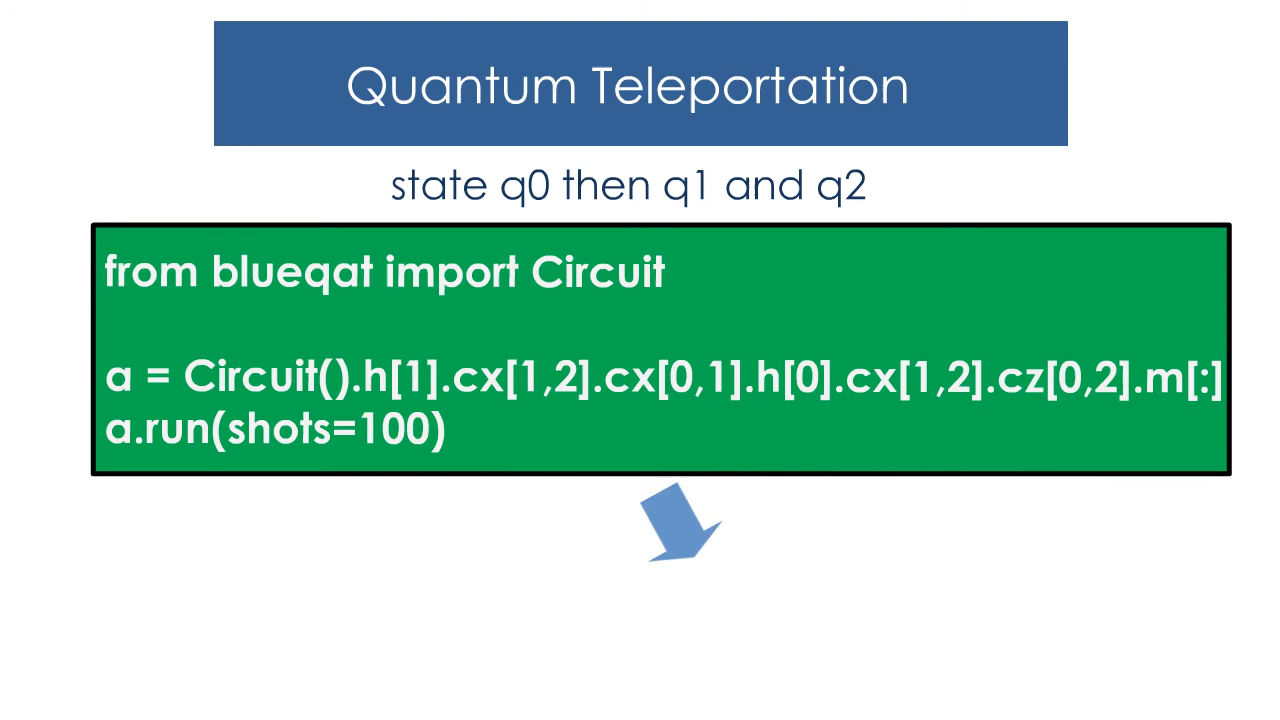 Quantum Teleportation
state q0 then q1 and q2
from blueqat import Circuit
a = Circuit().h[1].cx[1,2].cx[0,1].h[0].cx[1,2].cz[0,2].m[:]
a.run(shots=100)